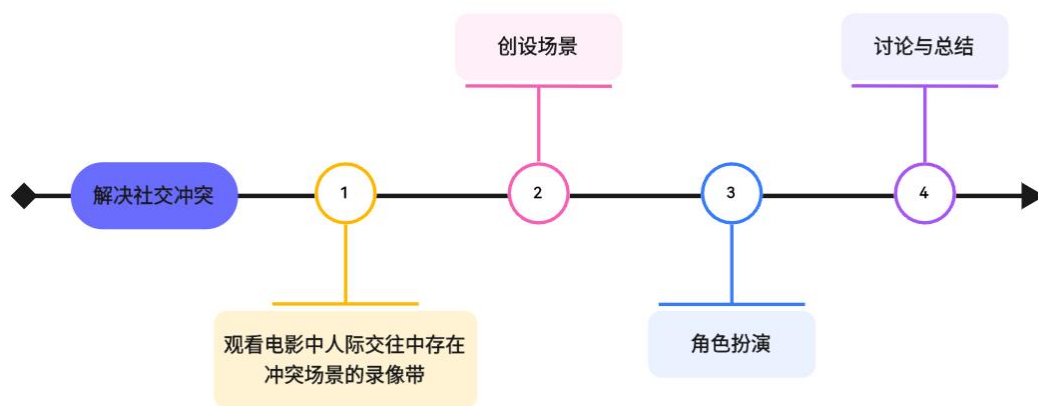 创设场景
讨论与总结
解决社交冲突
1
2
3
4
观看电影中人际交往中存在
冲突场景的录像带
角色扮演